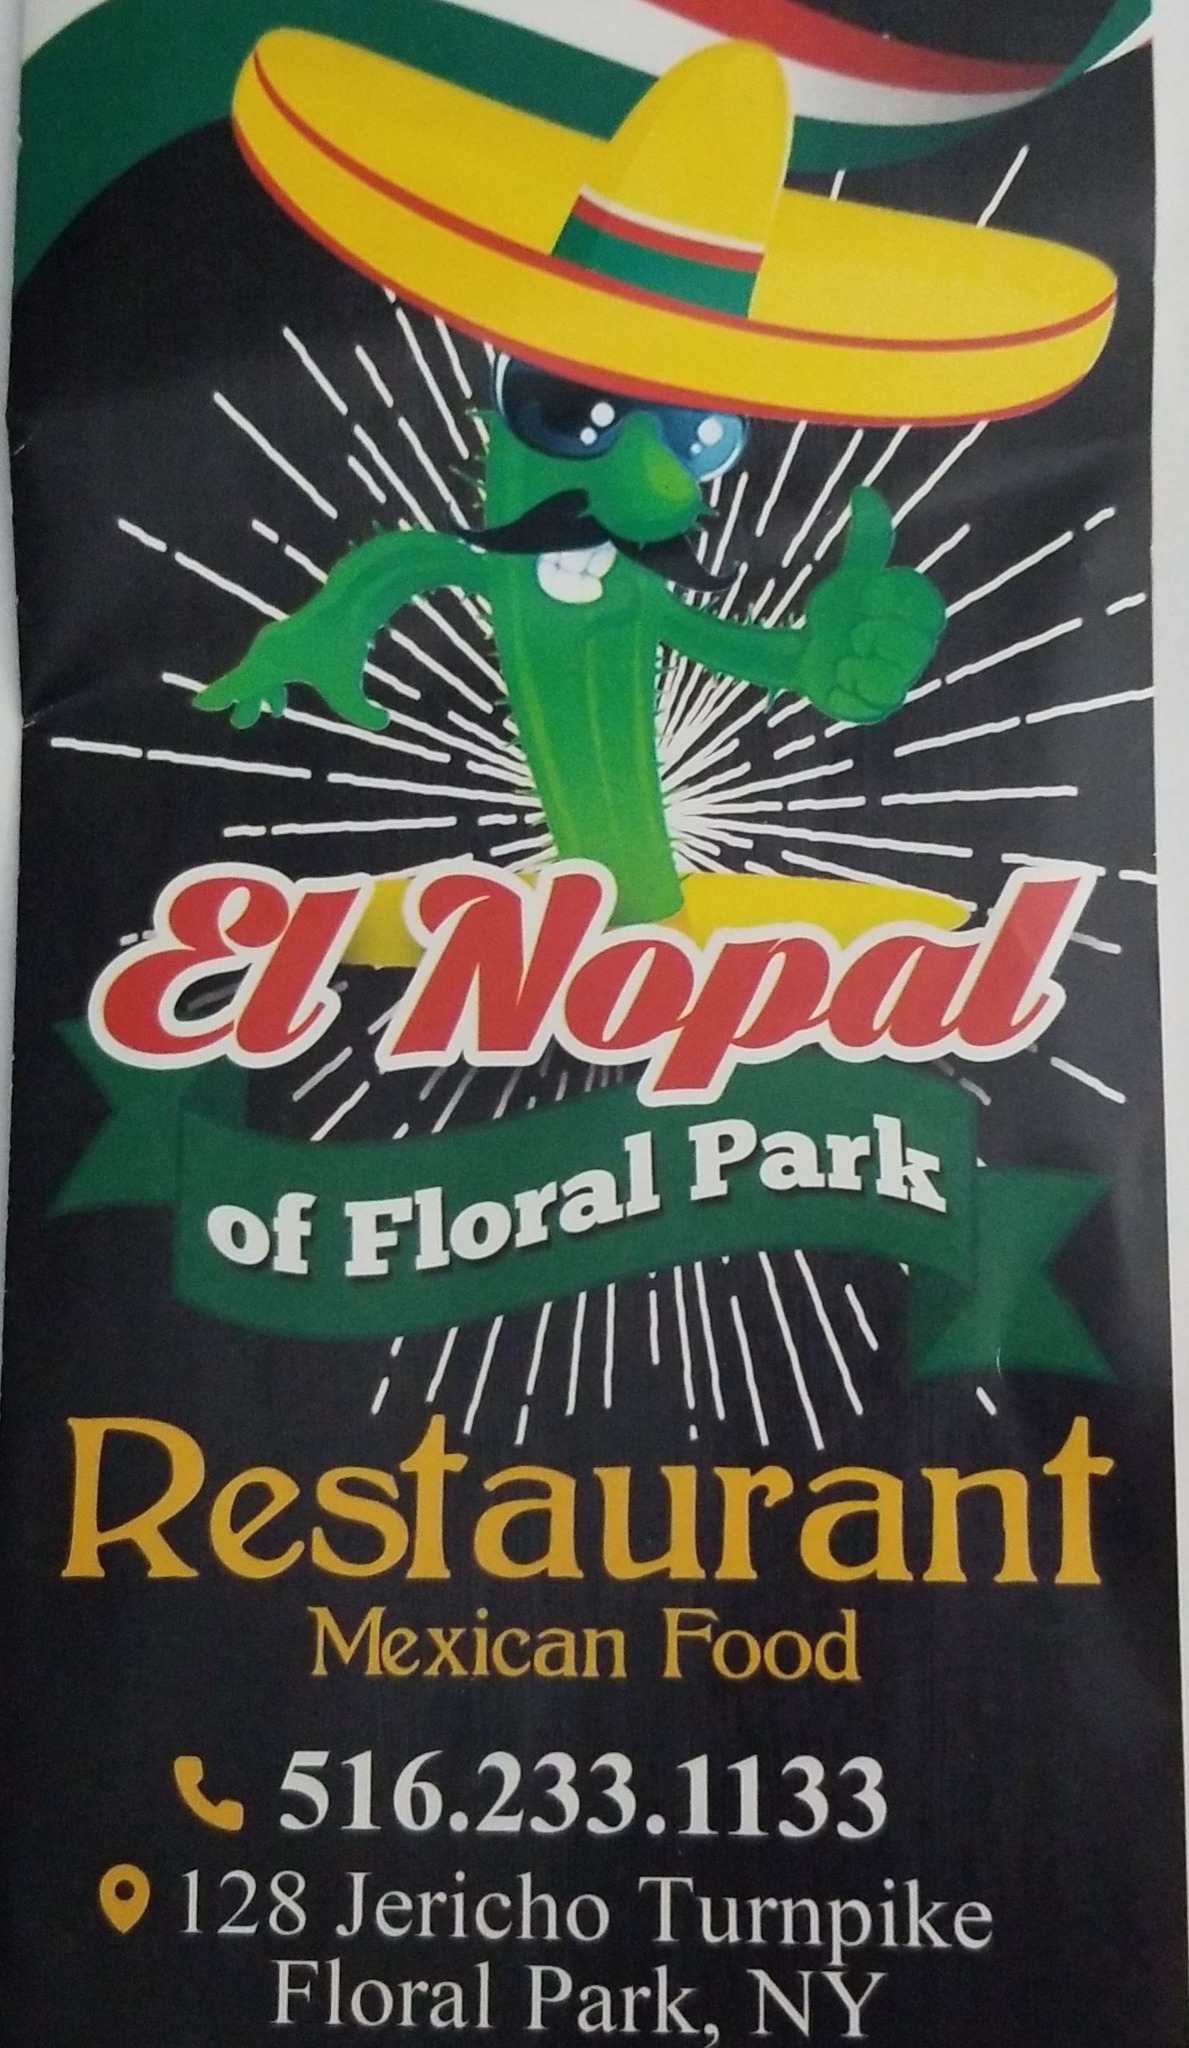 El Nopal
of Floral Park
Restaurant
Mexican Food
516.233.1133
128 Jericho Turnpike
Floral Park, NY